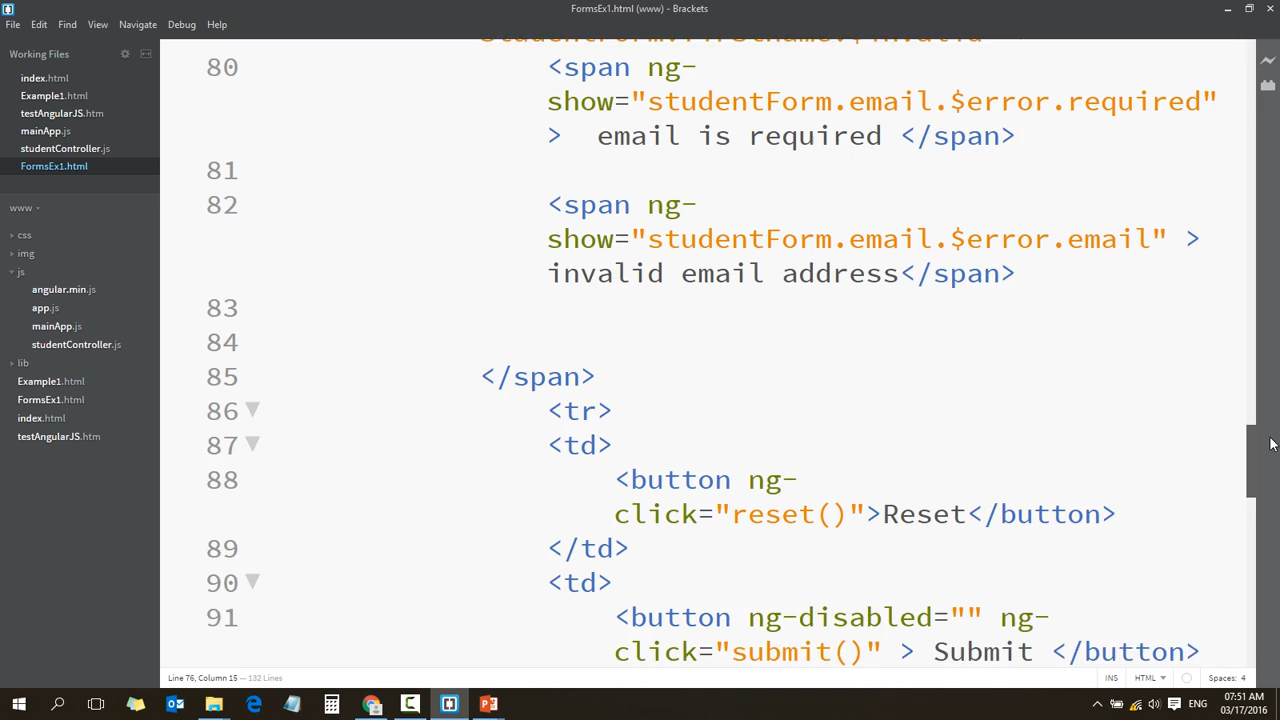 FormsEx1.html (www) - Brackets
File Edit Find View Navigate Debug Help
Working Files
index.html
Example1.html
testAngularJS.htm
mainApp.js
studentController.js
FormsEx1.html
www
css
img
js
angular.min.js
app.js
mainApp.js
studentController.js
lib
Example1.html
FormsEx1.html
index.html
testAngularJS.htm
80 <span ng-
show="studentForm.email.$error.required"
> email is required </span>
81
82 <span ng-
show="studentForm.email.$error.email" >
invalid email address</span>
83
84
85 </span>
86 <tr>
87 <td>
88 <button ng-
click="reset()">Reset</button>
89 </td>
90 <td>
91 <button ng-disabled="" ng-
click="submit()" > Submit </button>
Line 76, Column 15 — 132 Lines
INS HTML Spaces: 4
ENG
07:51 AM
03/17/2016